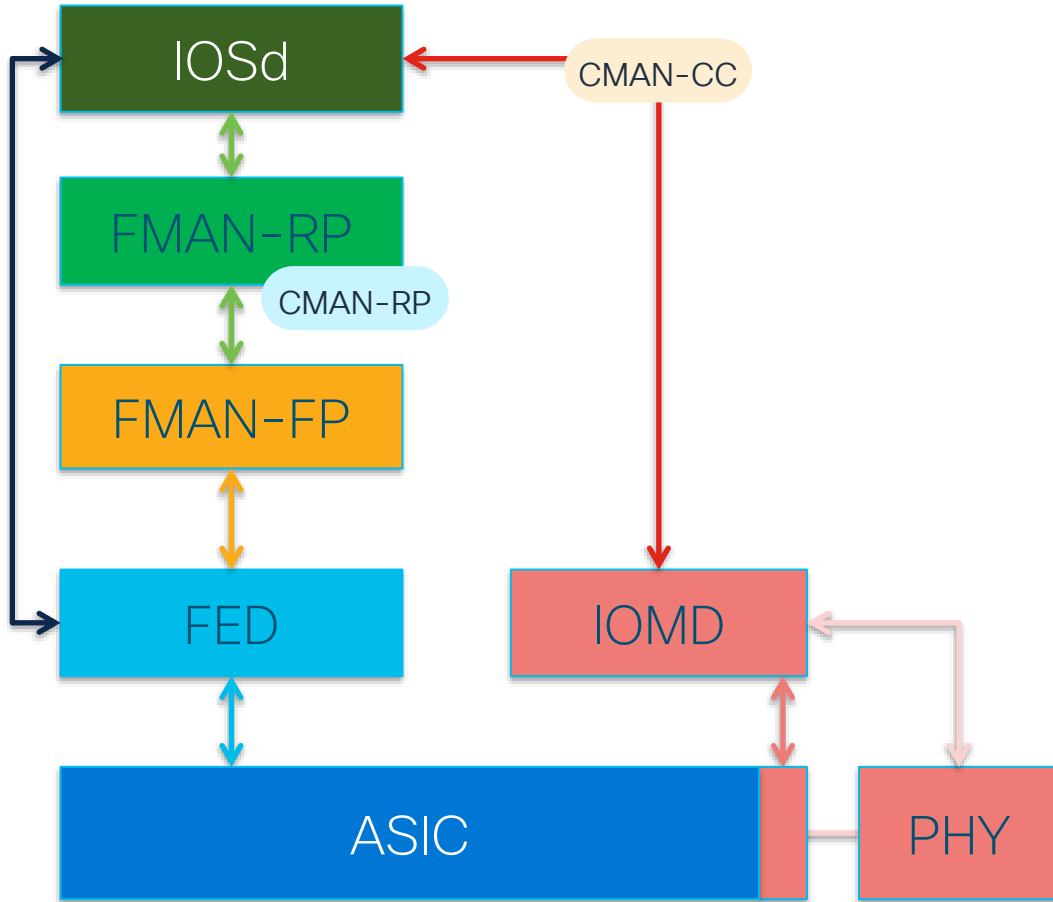 IOSd
CMAN-CC
FMAN-RP
CMAN-RP
FMAN-FP
FED
IOMD
ASIC
PHY